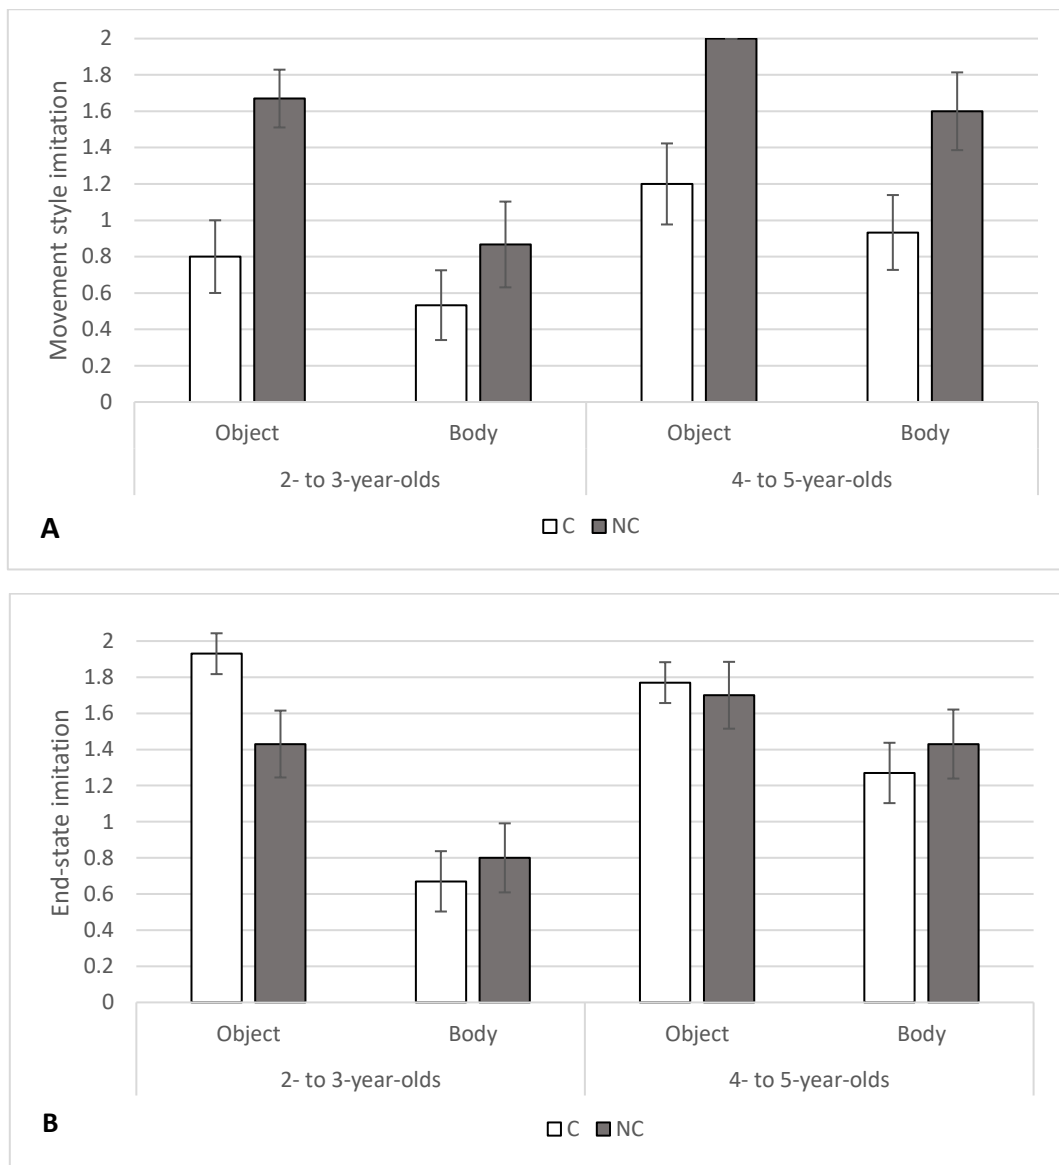 2
1.8
1.6
1.4
1.2
1
0.8
0.6
0.4
0.2
0
Movement style imitation
Object Body Object Body
2- to 3-year-olds 4- to 5-year-olds
A
C NC
2
1.8
1.6
1.4
1.2
1
0.8
0.6
0.4
0.2
0
End-state imitation
Object Body Object Body
2- to 3-year-olds 4- to 5-year-olds
B
C NC